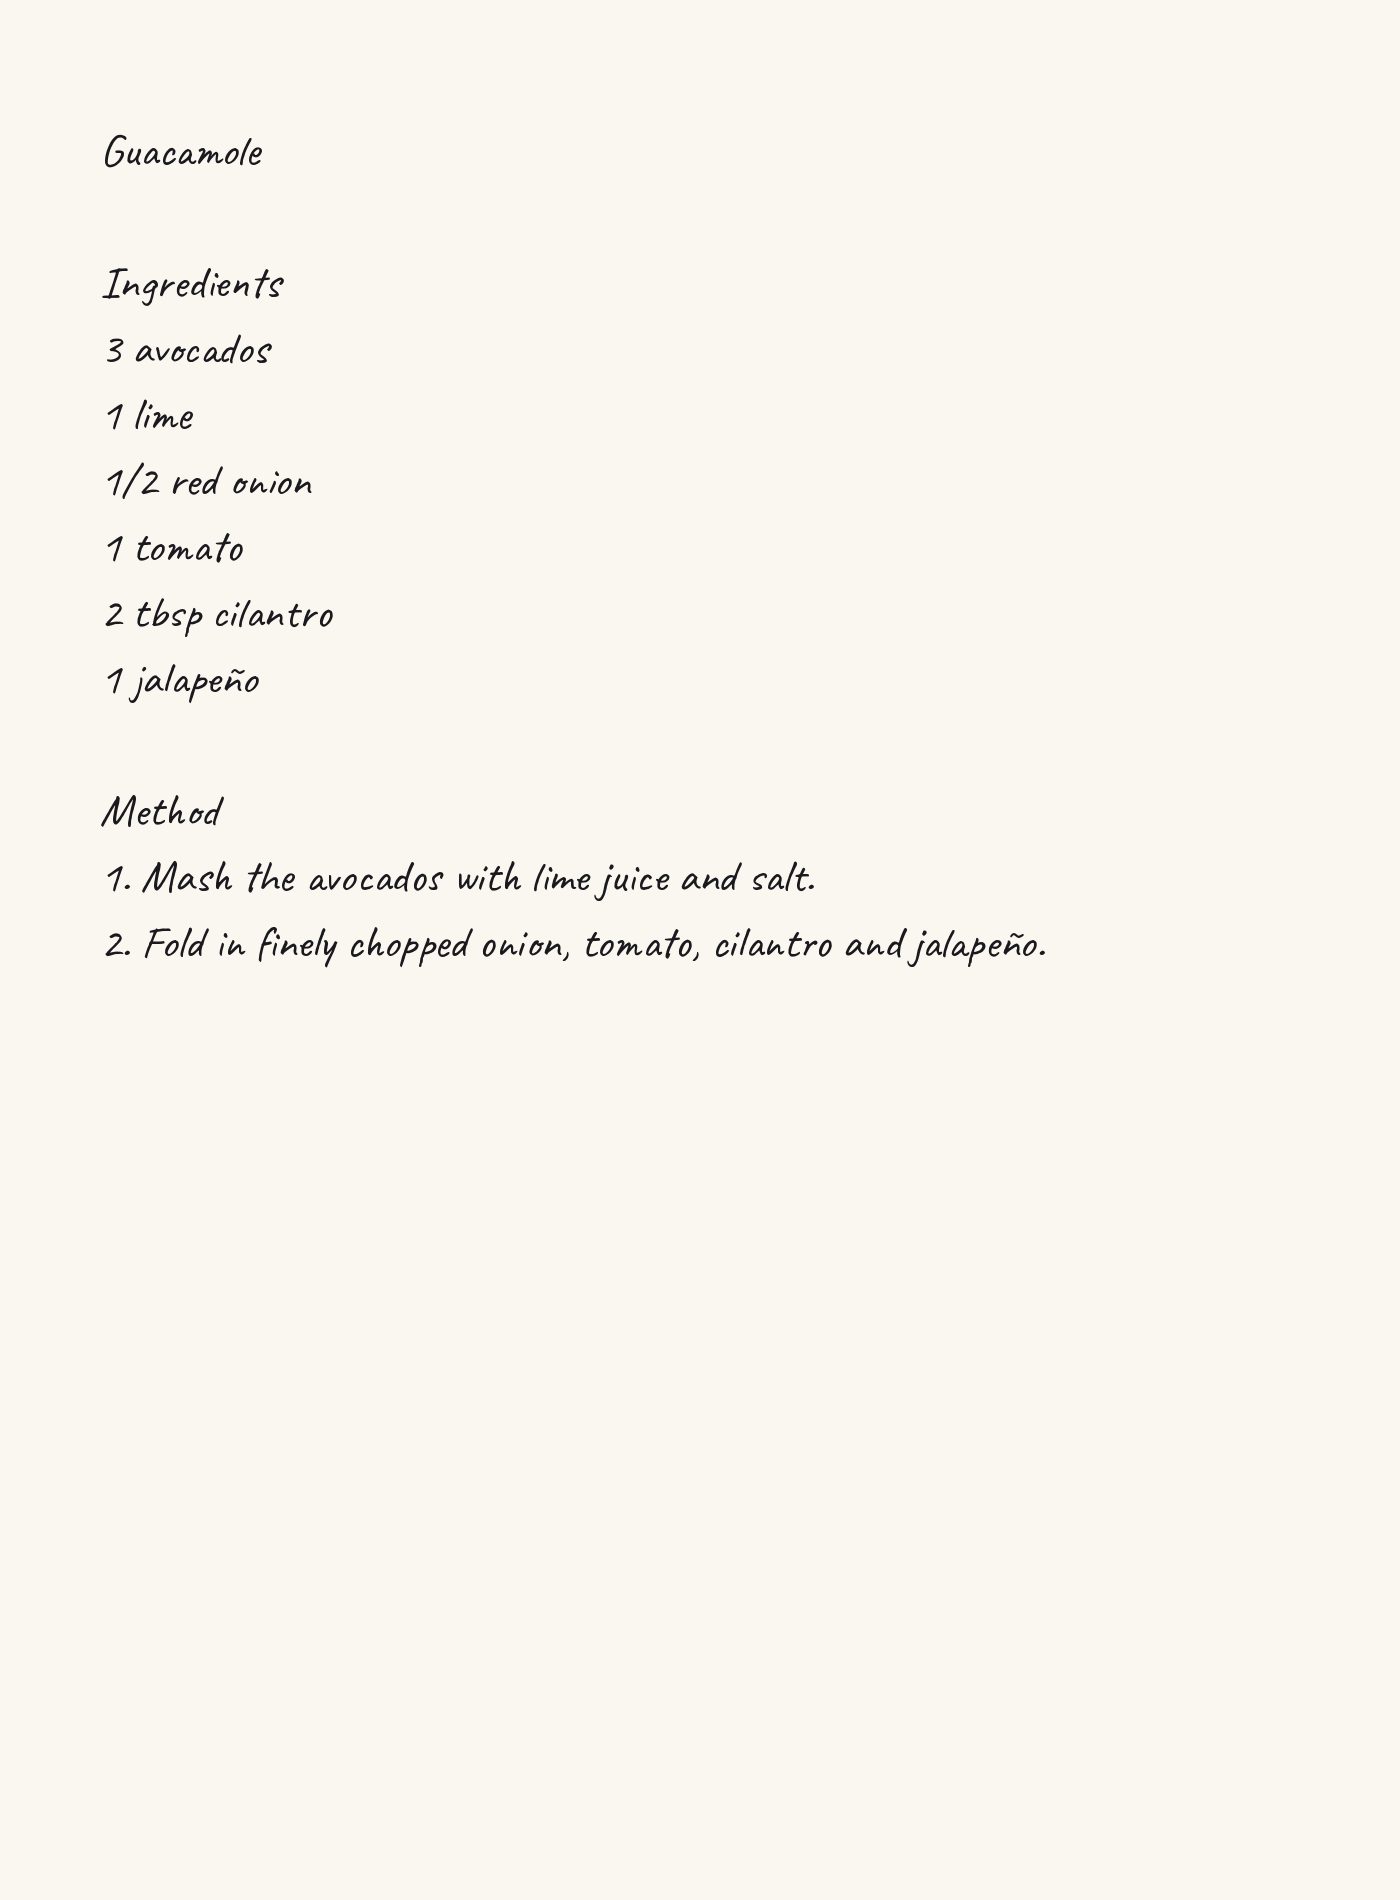 Guacamole
Ingredients
3 avocados
1 lime
1/2 red onion
1 tomato
2 tbsp cilantro
1 jalapeño
Method
1. Mash the avocados with lime juice and salt.
2. Fold in finely chopped onion, tomato, cilantro and jalapeño.